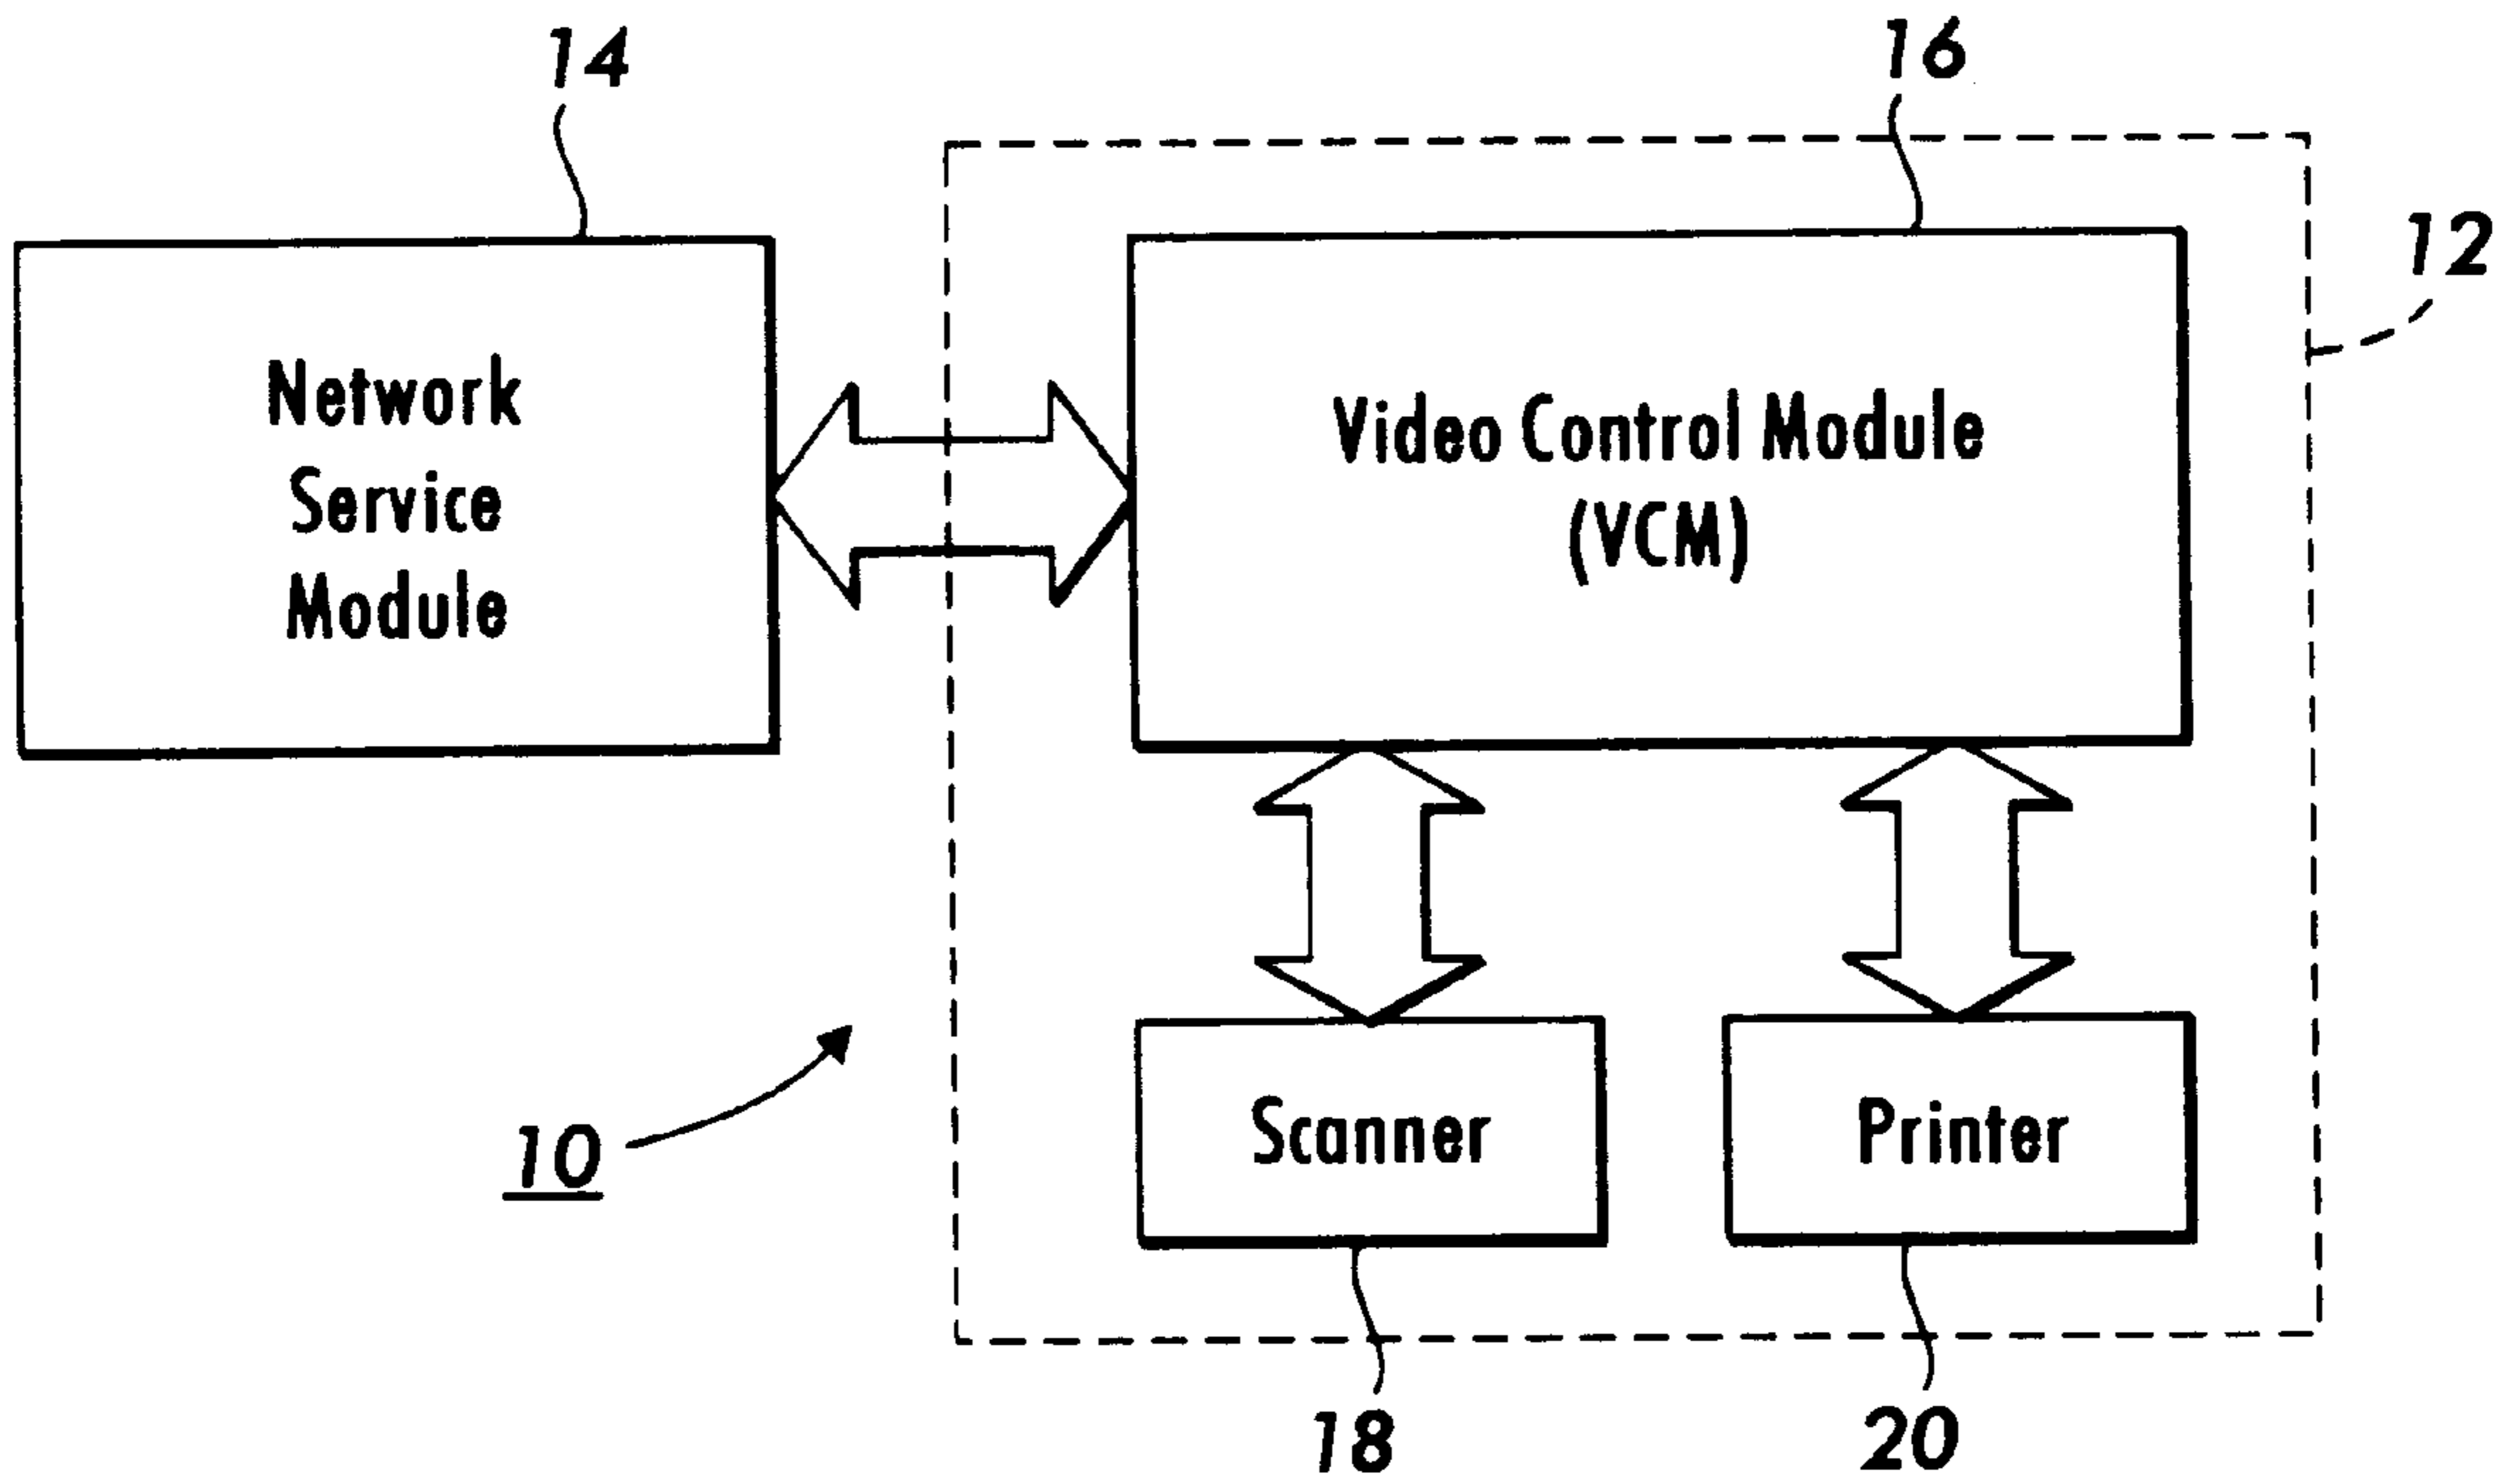 14
16
12
Network
Service
Module
Video Control Module
(VCM)
10
Scanner
Printer
18
20